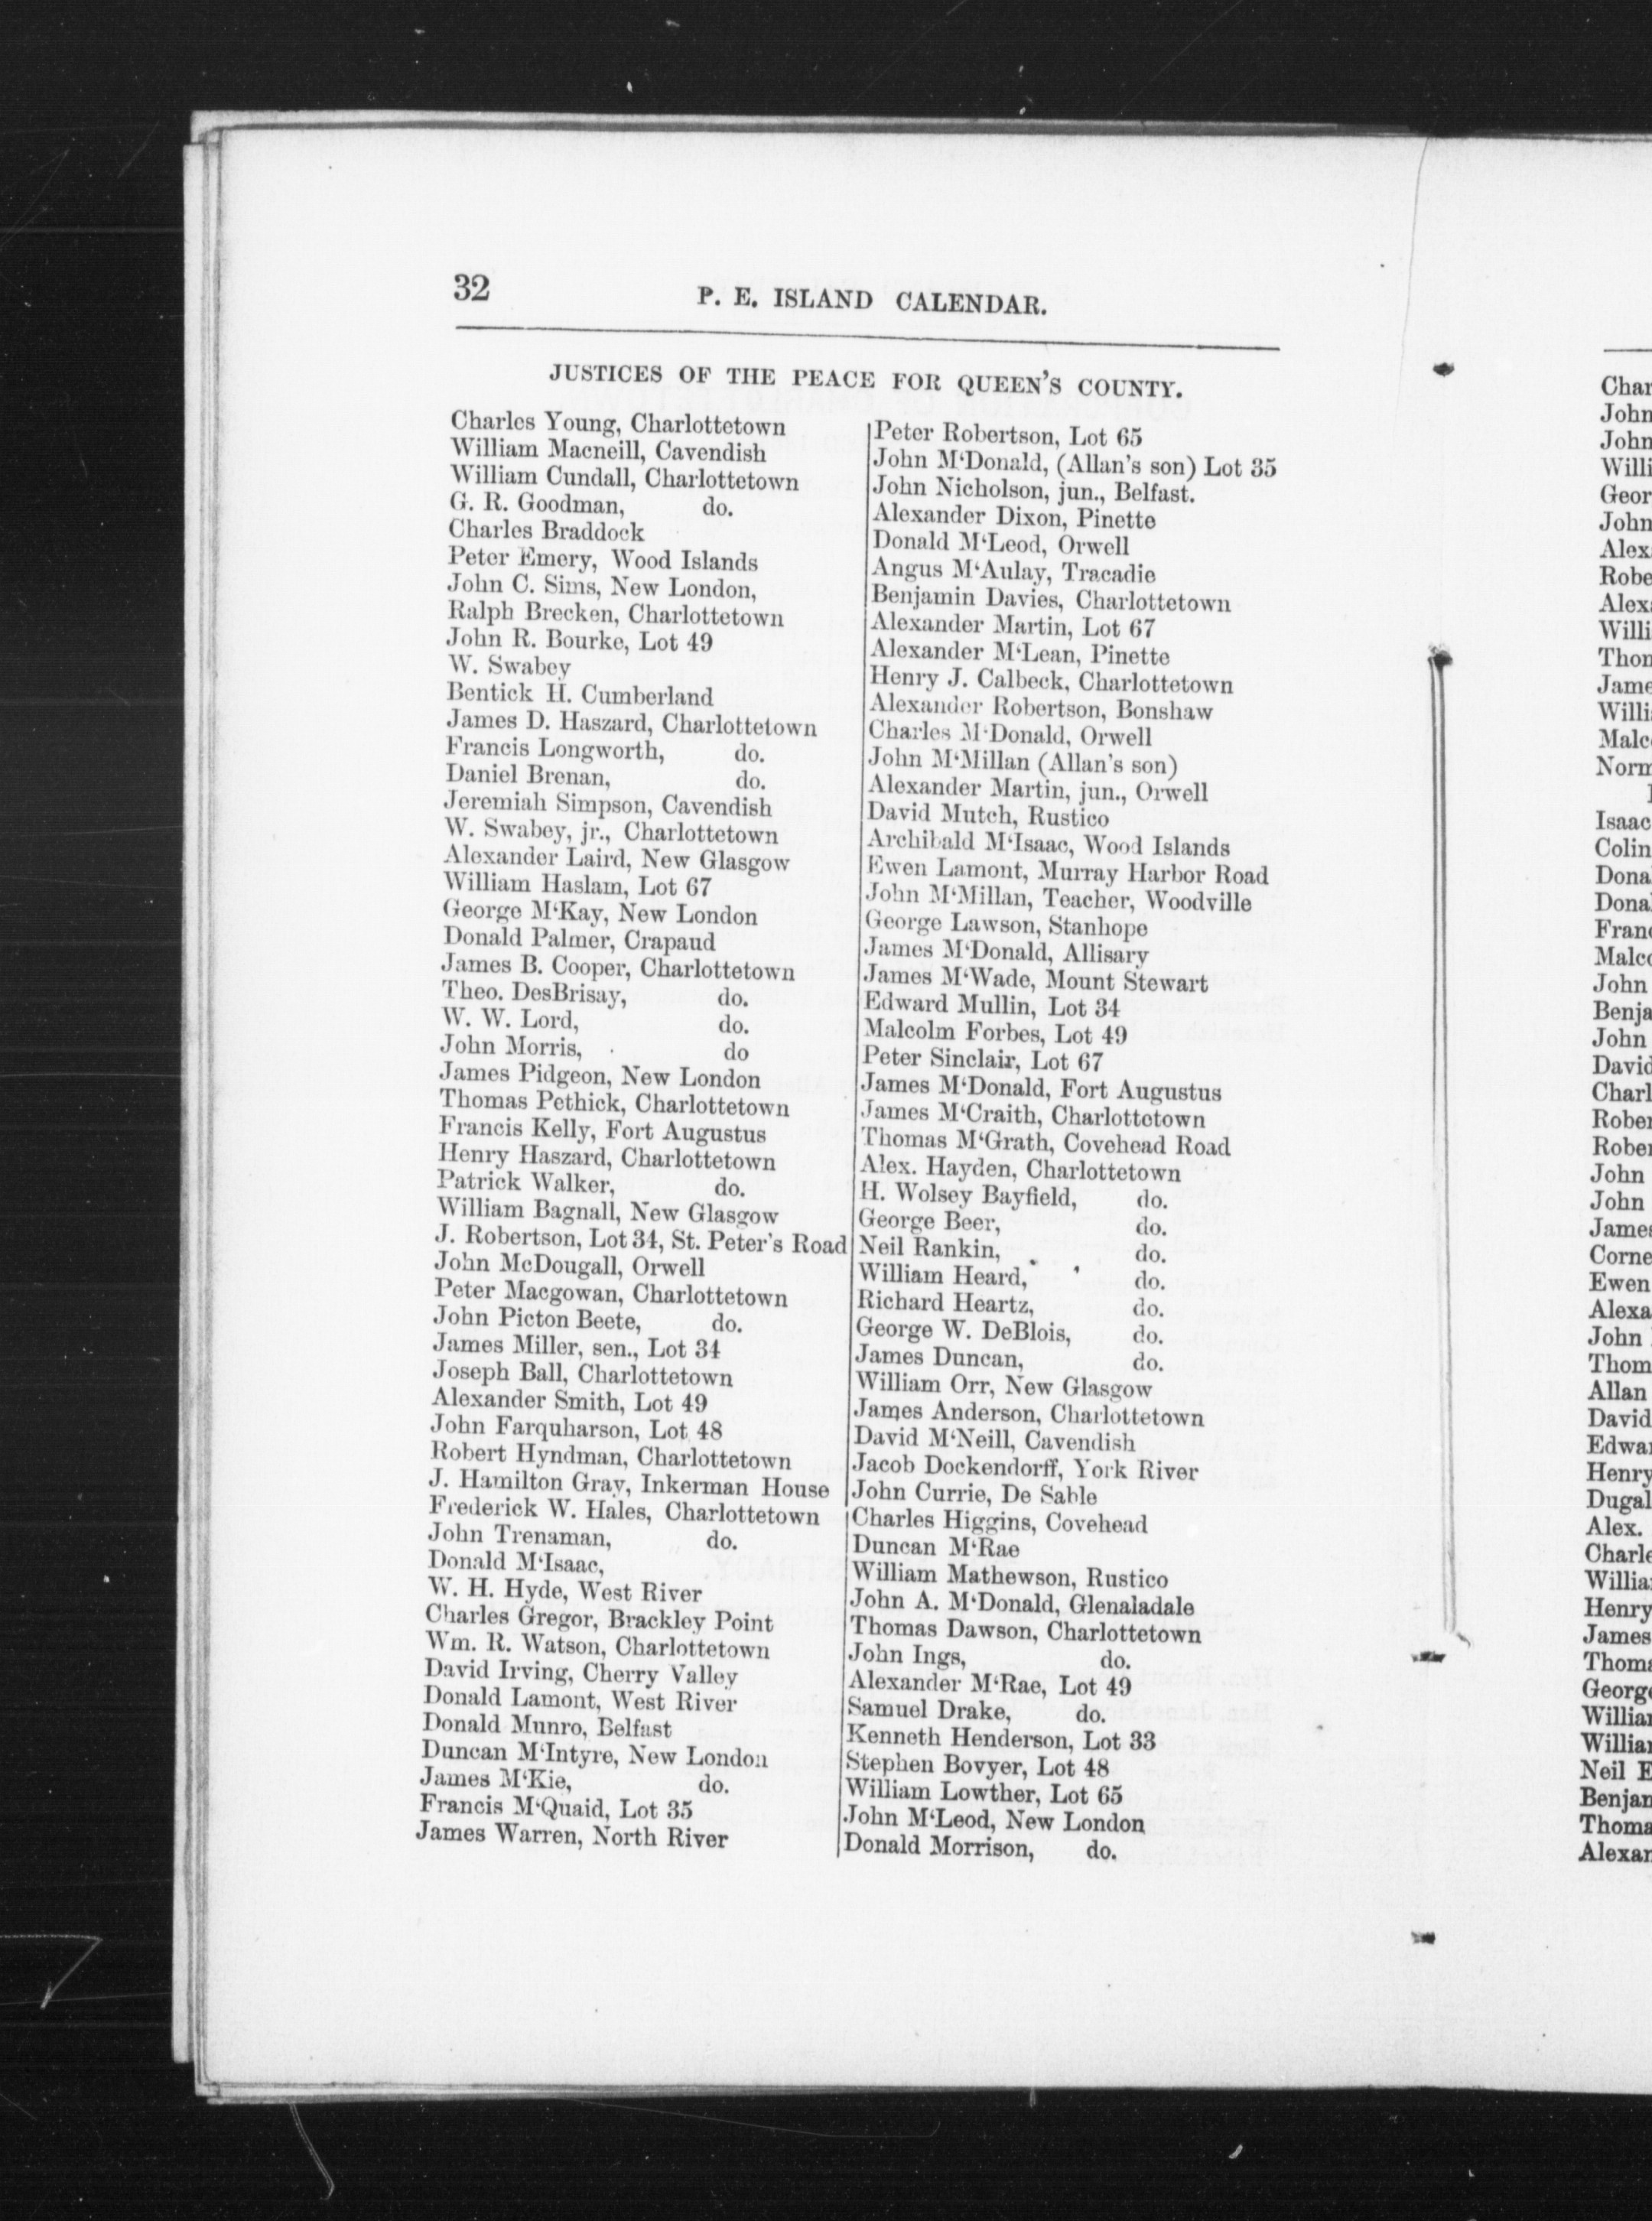 32
P. E. ISLAND CALENDAR.
JUSTICES OF THE PEACE FOR QUEEN'S COUNTY.
Charles Young, Charlottetown
William Macneill, Cavendish
William Cundall, Charlottetown
G. R. Goodman, do.
Charles Braddock
Peter Emery, Wood Islands
John C. Sims, New London,
Ralph Brecken, Charlottetown
John R. Bourke, Lot 49
W. Swabey
Bentick H. Cumberland
James D. Haszard, Charlottetown
Francis Longworth, do.
Daniel Brenan, do.
Jeremiah Simpson, Cavendish
W. Swabey, jr., Charlottetown
Alexander Laird, New Glasgow
William Haslam, Lot 67
George M'Kay, New London
Donald Palmer, Crapaud
James B. Cooper, Charlottetown
Theo. DesBrisay, do.
W. W. Lord, do.
John Morris, do
James Pidgeon, New London
Thomas Pethick, Charlottetown
Francis Kelly, Fort Augustus
Henry Haszard, Charlottetown
Patrick Walker, do.
William Bagnall, New Glasgow
J. Robertson, Lot 34, St. Peter's Road
John McDougall, Orwell
Peter Macgowan, Charlottetown
John Picton Beete, do.
James Miller, sen., Lot 34
Joseph Ball, Charlottetown
Alexander Smith, Lot 49
John Farquharson, Lot 48
Robert Hyndman, Charlottetown
J. Hamilton Gray, Inkerman House
Frederick W. Hales, Charlottetown
John Trenaman, do.
Donald M'Isaac,
W. H. Hyde, West River
Charles Gregor, Brackley Point
Wm. R. Watson, Charlottetown
David Irving, Cherry Valley
Donald Lamont, West River
Donald Munro, Belfast
Duncan M'Intyre, New London
James M'Kie, do.
Francis M'Quaid, Lot 35
James Warren, North River
Peter Robertson, Lot 65
John M'Donald, (Allan's son) Lot 35
John Nicholson, jun., Belfast.
Alexander Dixon, Pinette
Donald M'Leod, Orwell
Angus M'Aulay, Tracadie
Benjamin Davies, Charlottetown
Alexander Martin, Lot 67
Alexander M'Lean, Pinette
Henry J. Calbeck, Charlottetown
Alexander Robertson, Bonshaw
Charles M'Donald, Orwell
John M'Millan (Allan's son)
Alexander Martin, jun., Orwell
David Mutch, Rustico
Archibald M'Isaac, Wood Islands
Ewen Lamont, Murray Harbor Road
John M'Millan, Teacher, Woodville
George Lawson, Stanhope
James M'Donald, Allisary
James M'Wade, Mount Stewart
Edward Mullin, Lot 34
Malcolm Forbes, Lot 49
Peter Sinclair, Lot 67
James M'Donald, Fort Augustus
James M'Craith, Charlottetown
Thomas M'Grath, Covehead Road
Alex. Hayden, Charlottetown
H. Wolsey Bayfield, do.
George Beer, do.
Neil Rankin, do.
William Heard, do.
Richard Heartz, do.
George W. DeBlois, do.
James Duncan, do.
William Orr, New Glasgow
James Anderson, Charlottetown
David M'Neill, Cavendish
Jacob Dockendorff, York River
John Currie, De Sable
Charles Higgins, Covehead
Duncan M'Rae
William Mathewson, Rustico
John A. M'Donald, Glenaladale
Thomas Dawson, Charlottetown
John Ings, do.
Alexander M'Rae, Lot 49
Samuel Drake, do.
Kenneth Henderson, Lot 33
Stephen Bovyer, Lot 48
William Lowther, Lot 65
John M'Leod, New London
Donald Morrison, do.